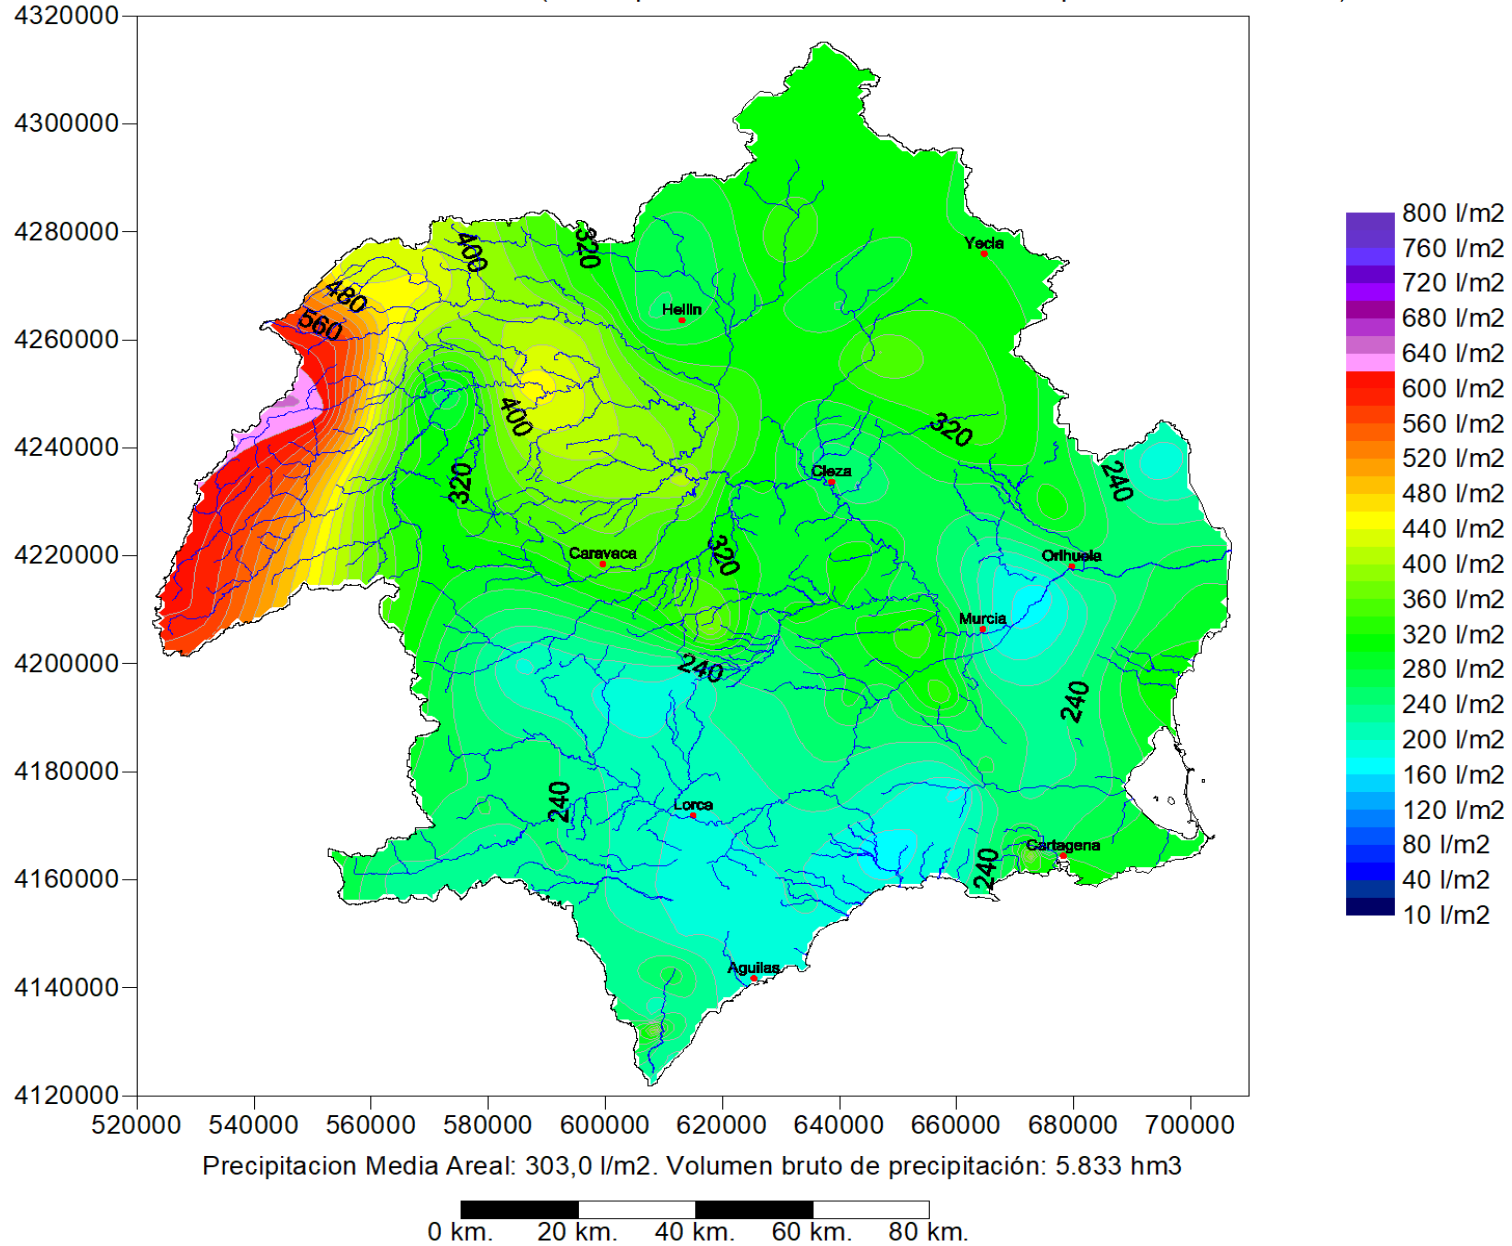 4320000
4300000
4280000
4260000
4240000
4220000
4200000
4180000
4160000
4140000
4120000
520000 540000 560000 580000 600000 620000 640000 660000 680000 700000
400
320
480
560
Yecla
Hellin
400
320
320
Cieza
240
320
Caravaca
Orihuela
Murcia
240
240
240
Lorca
240
Cartagena
Aguilas
800 l/m2
760 l/m2
720 l/m2
680 l/m2
640 l/m2
600 l/m2
560 l/m2
520 l/m2
480 l/m2
440 l/m2
400 l/m2
360 l/m2
320 l/m2
280 l/m2
240 l/m2
200 l/m2
160 l/m2
120 l/m2
80 l/m2
40 l/m2
10 l/m2
Precipitacion Media Areal: 303,0 l/m2. Volumen bruto de precipitación: 5.833 hm3
0 km. 20 km. 40 km. 60 km. 80 km.